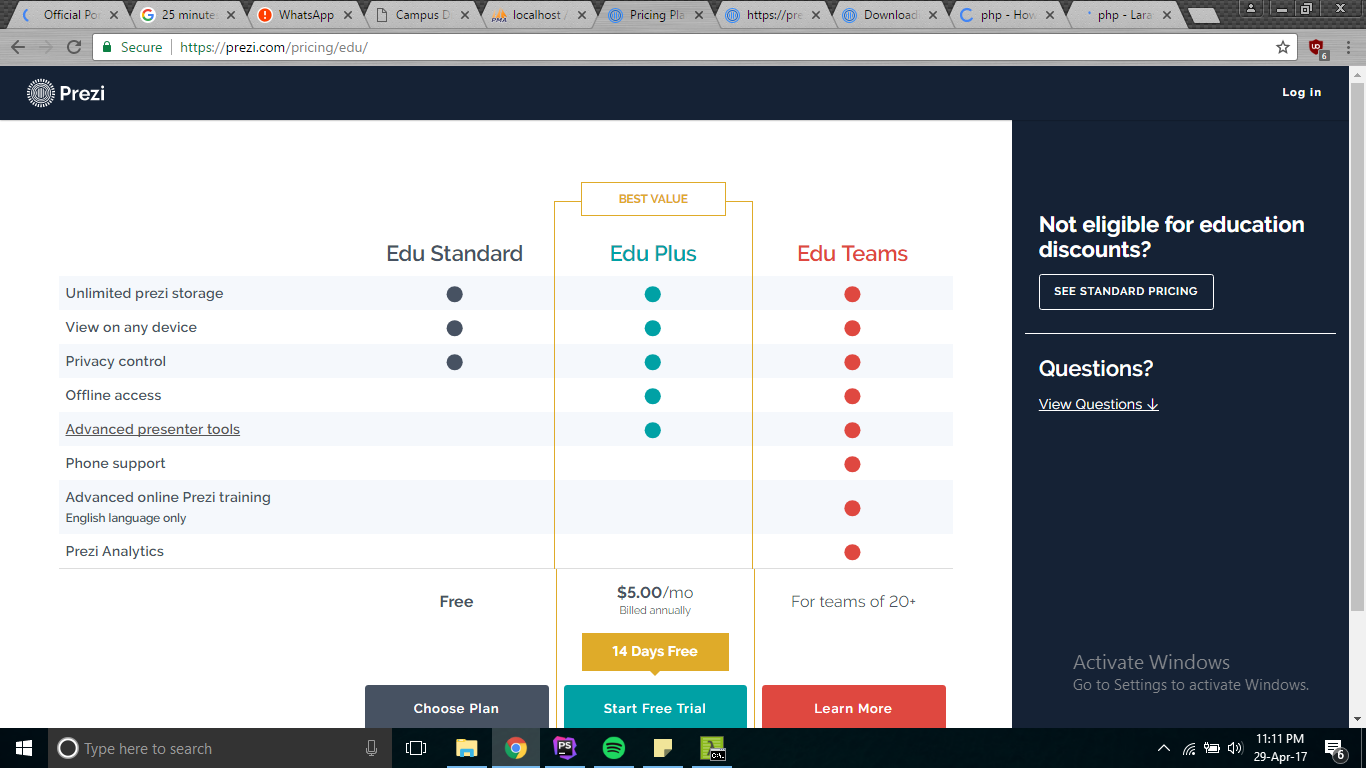 Official Po
25 minute
WhatsApp
Campus D
localhost /
Pricing Pla
https://pre
Download
php - How
php - Lara
Secure
https://prezi.com/pricing/edu/
6
Prezi
Log in
BEST VALUE
Edu Standard
Edu Plus
Edu Teams
Unlimited prezi storage
View on any device
Privacy control
Offline access
Advanced presenter tools
Phone support
Advanced online Prezi training
English language only
Prezi Analytics
Free
$5.00/mo
Billed annually
For teams of 20+
14 Days Free
Choose Plan
Start Free Trial
Learn More
Not eligible for education
discounts?
SEE STANDARD PRICING
Questions?
View Questions ↓
Activate Windows
Go to Settings to activate Windows.
Type here to search
PS
11:11 PM
29-Apr-17
6